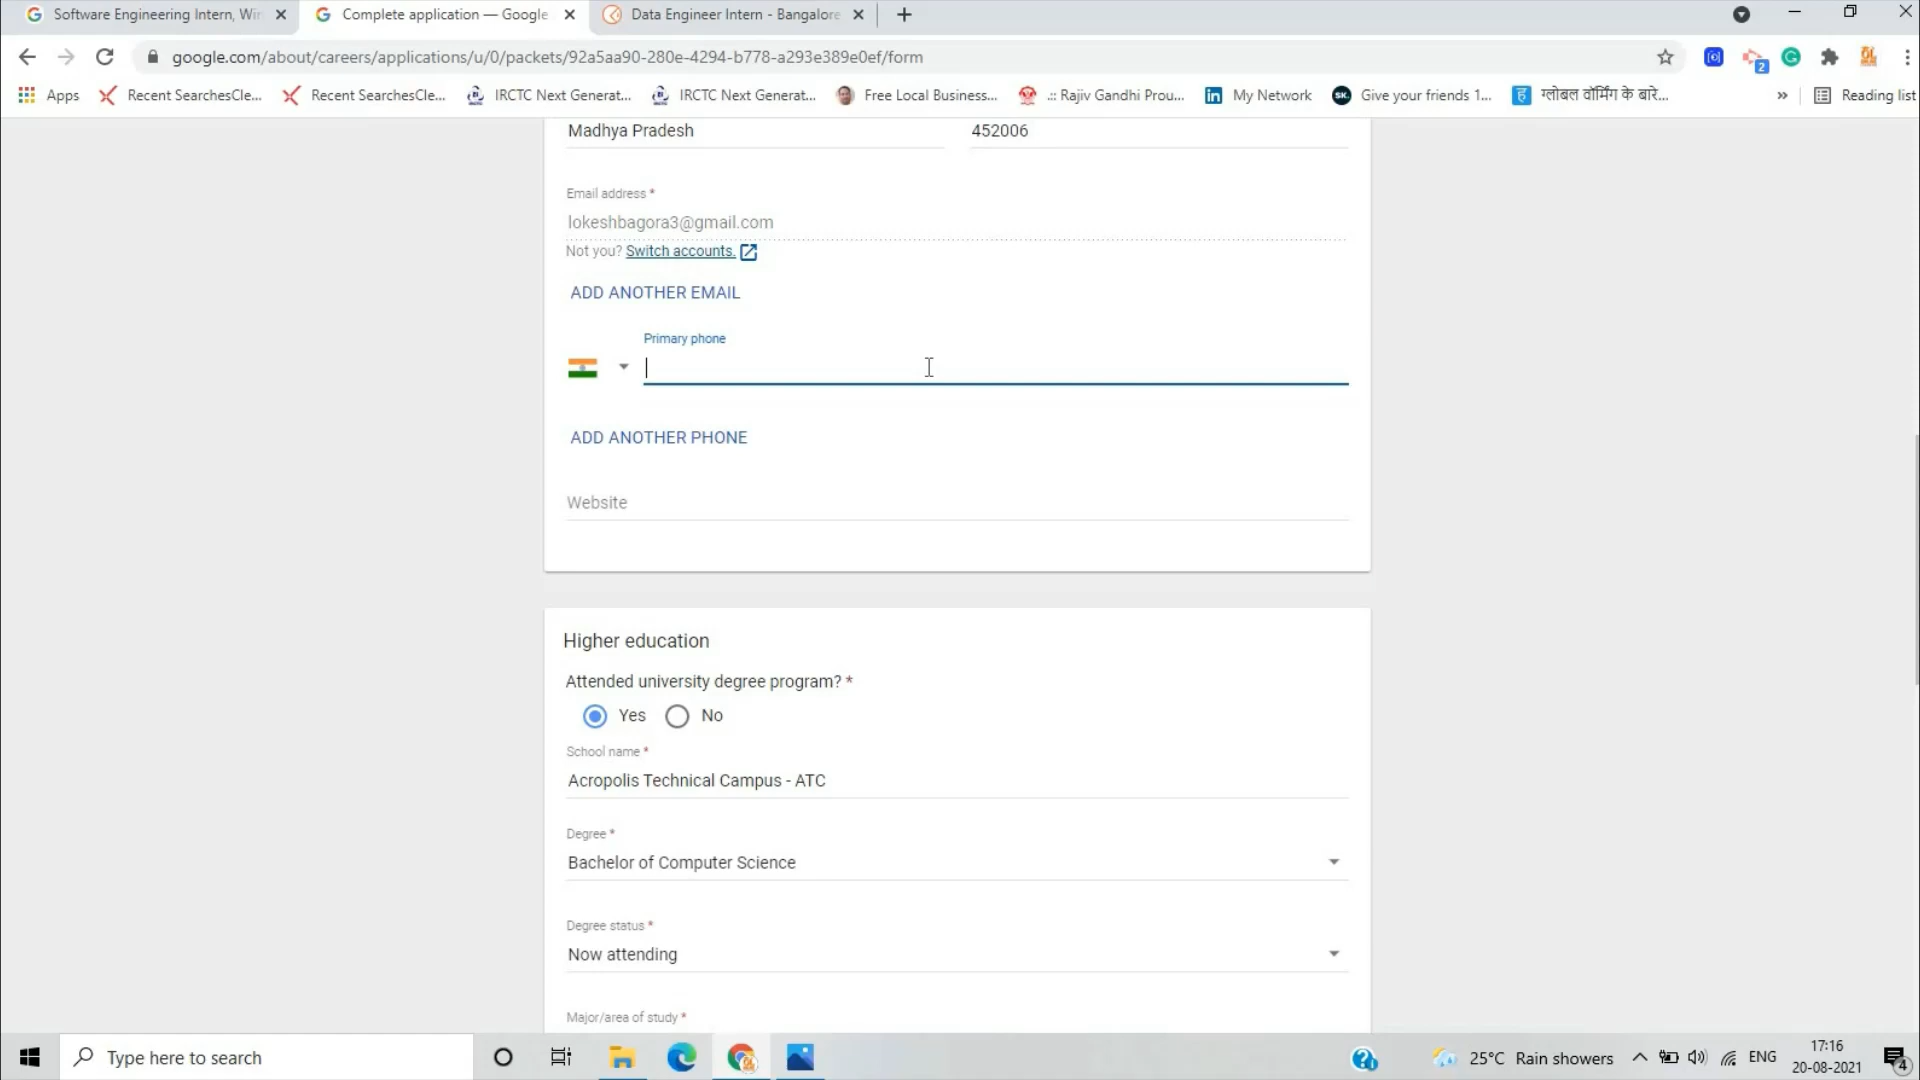 Software Engineering Intern, Win
Complete application — Google
Data Engineer Intern - Bangalore
google.com/about/careers/applications/u/0/packets/92a5aa90-280e-4294-b778-a293e389e0ef/form
2
Apps
Recent SearchesCle...
Recent SearchesCle...
IRCTC Next Generat...
IRCTC Next Generat...
Free Local Business...
.:: Rajiv Gandhi Prou...
My Network
SK.
Give your friends 1...
ह
ग्लोबल वॉर्मिंग के बारे...
»
Reading list
Madhya Pradesh
452006
Email address *
lokeshbagora3@gmail.com
Not you? Switch accounts.
ADD ANOTHER EMAIL
Primary phone
ADD ANOTHER PHONE
Website
Higher education
Attended university degree program? *
Yes
No
School name *
Acropolis Technical Campus - ATC
Degree *
Bachelor of Computer Science
Degree status *
Now attending
Major/area of study *
Type here to search
25°C Rain showers
ENG
17:16
20-08-2021
4